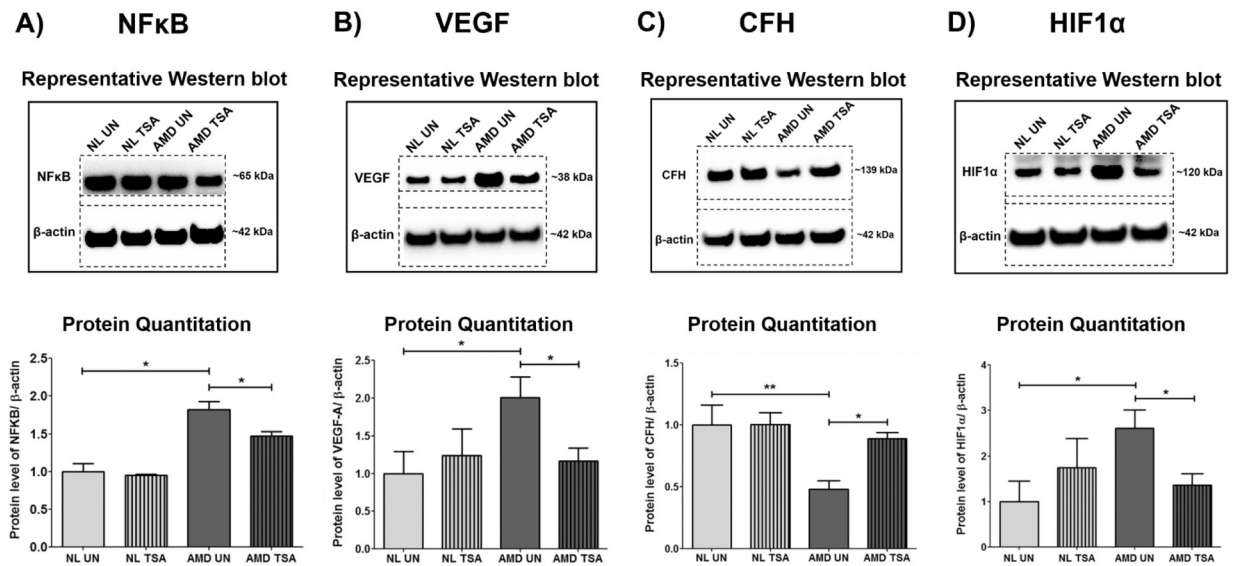 A) NFκB
Representative Western blot
NL UN NL TSA AMD UN AMD TSA
NFκB ~65 kDa
β-actin ~42 kDa
Protein Quantitation
Protein level of NFKB/ β-actin
2.5
2.0
1.5
1.0
0.5
0.0
* *
NL UN NL TSA AMD UN AMD TSA
B) VEGF
Representative Western blot
NL UN NL TSA AMD UN AMD TSA
VEGF ~38 kDa
β-actin ~42 kDa
Protein Quantitation
Protein level of VEGF-A/ β-actin
2.5
2.0
1.5
1.0
0.5
0.0
* *
NL UN NL TSA AMD UN AMD TSA
C) CFH
Representative Western blot
NL UN NL TSA AMD UN AMD TSA
CFH ~139 kDa
β-actin ~42 kDa
Protein Quantitation
Protein level of CFH/ β-actin
1.5
1.0
0.5
0.0
** *
NL UN NL TSA AMD UN AMD TSA
D) HIF1α
Representative Western blot
NL UN NL TSA AMD UN AMD TSA
HIF1α ~120 kDa
β-actin ~42 kDa
Protein Quantitation
Protein level of HIF1α/ β-actin
4
3
2
1
0
* *
NL UN NL TSA AMD UN AMD TSA